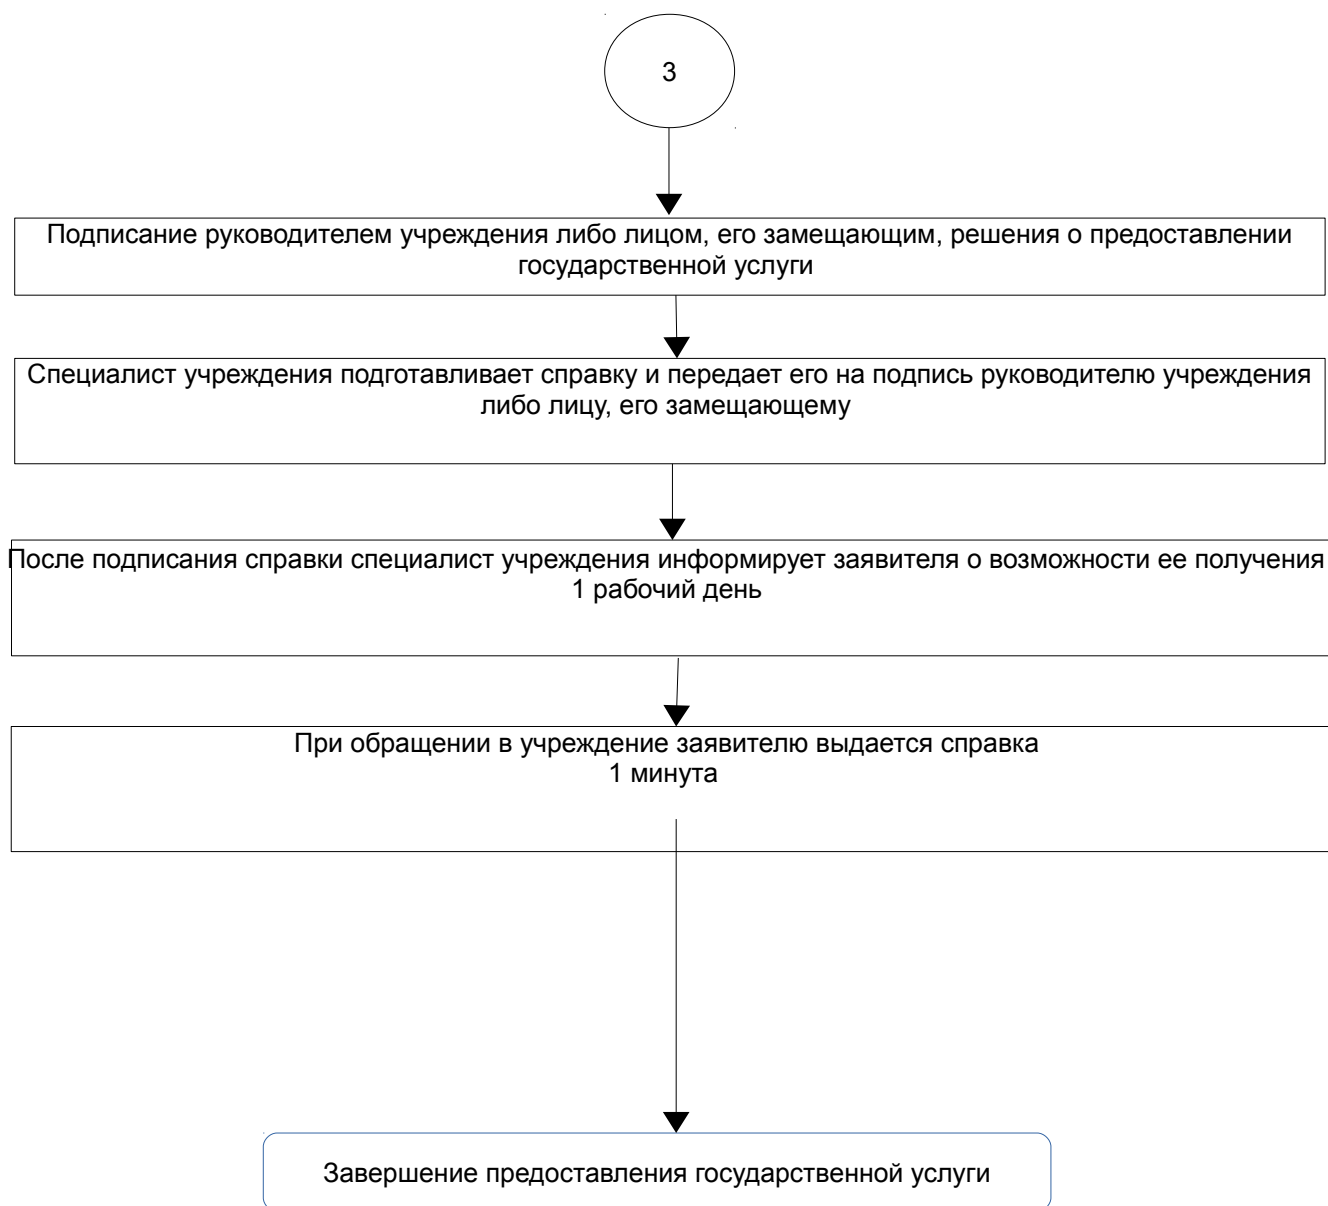 3
Подписание руководителем учреждения либо лицом, его замещающим, решения о предоставлении
государственной услуги
Специалист учреждения подготавливает справку и передает его на подпись руководителю учреждения
либо лицу, его замещающему
После подписания справки специалист учреждения информирует заявителя о возможности ее получения
1 рабочий день
При обращении в учреждение заявителю выдается справка
1 минута
Завершение предоставления государственной услуги